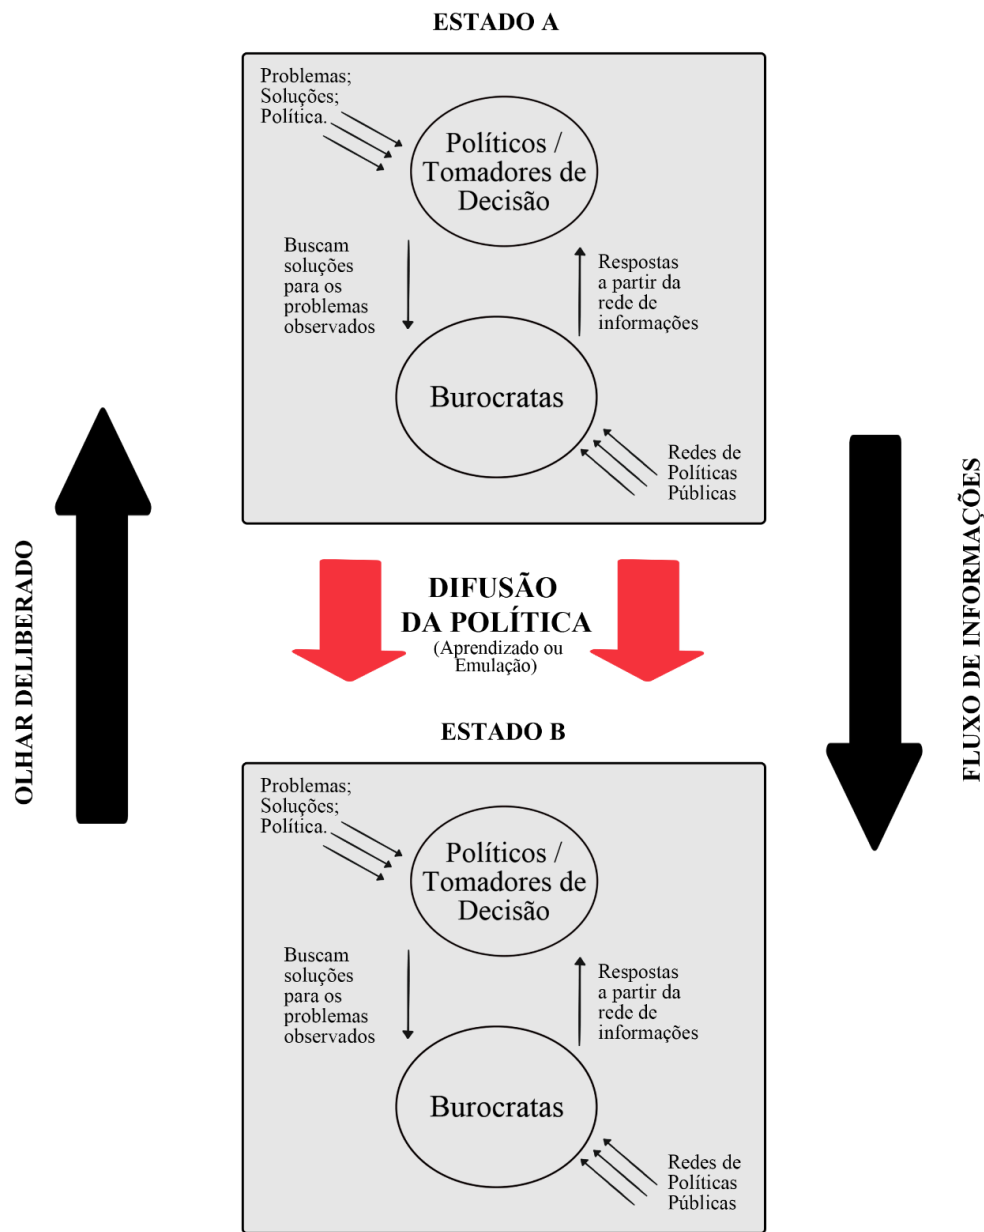 ESTADO A
Problemas;
Soluções;
Política.
Políticos /
Tomadores de
Decisão
Buscam
soluções
para os
problemas
observados
Respostas
a partir da
rede de
informações
Burocratas
Redes de
Políticas
Públicas
OLHAR DELIBERADO
DIFUSÃO
DA POLÍTICA
(Aprendizado ou
Emulação)
FLUXO DE INFORMAÇÕES
ESTADO B
Problemas;
Soluções;
Política.
Políticos /
Tomadores de
Decisão
Buscam
soluções
para os
problemas
observados
Respostas
a partir da
rede de
informações
Burocratas
Redes de
Políticas
Públicas